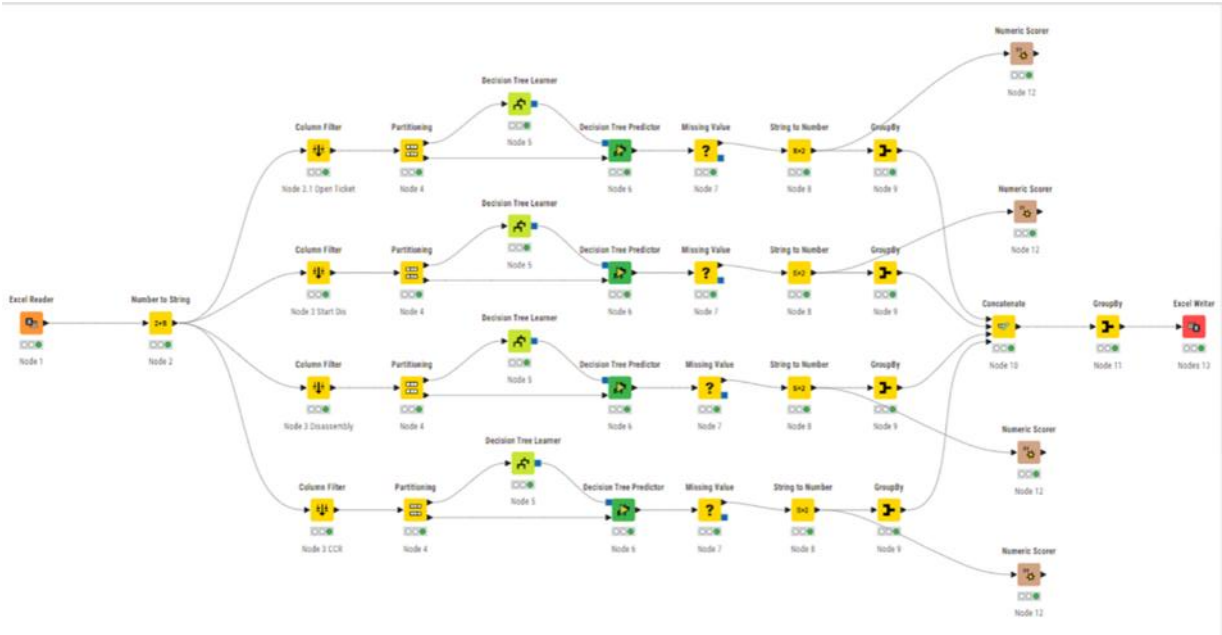 Numeric Scorer
Node 12
Decision Tree Learner
Node 5
Column Filter
Partitioning
Decision Tree Predictor
Missing Value
String to Number
GroupBy
Node 2.1 Open Ticket
Node 4
Node 6
Node 7
Node 8
Node 9
Numeric Scorer
Node 12
Decision Tree Learner
Node 5
Column Filter
Partitioning
Decision Tree Predictor
Missing Value
String to Number
GroupBy
Node 3 Start Dis
Node 4
Node 6
Node 7
Node 8
Node 9
Excel Reader
Node 1
Number to String
Node 2
Concatenate
Node 10
GroupBy
Node 11
Excel Writer
Nodes 13
Decision Tree Learner
Node 5
Column Filter
Partitioning
Decision Tree Predictor
Missing Value
String to Number
GroupBy
Node 3 Disassembly
Node 4
Node 6
Node 7
Node 8
Node 9
Numeric Scorer
Node 12
Decision Tree Learner
Node 5
Column Filter
Partitioning
Decision Tree Predictor
Missing Value
String to Number
GroupBy
Node 3 CCR
Node 4
Node 6
Node 7
Node 8
Node 9
Numeric Scorer
Node 12